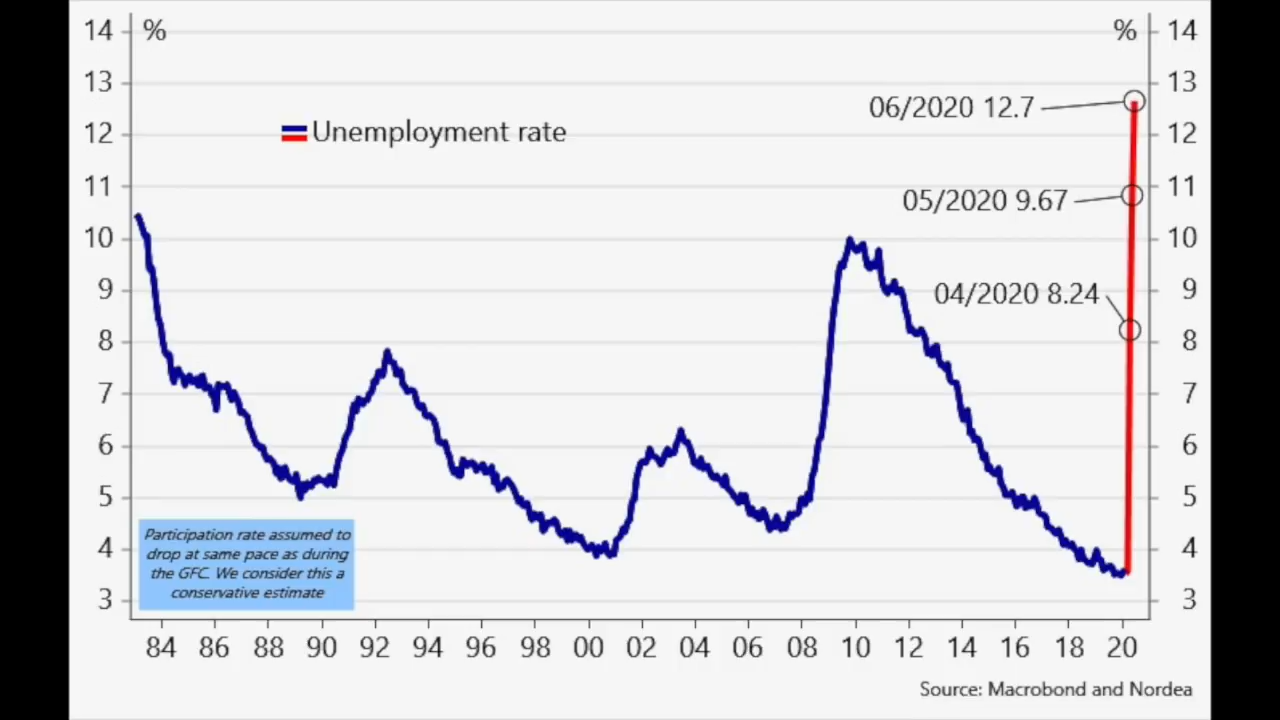 14 % % 14
13 13
06/2020 12.7
12 Unemployment rate 12
11 11
05/2020 9.67
10 10
9 9
04/2020 8.24
8 8
7 7
6 6
5 5
Participation rate assumed to
drop at same pace as during
the GFC. We consider this a
conservative estimate
4 4
3 3
84 86 88 90 92 94 96 98 00 02 04 06 08 10 12 14 16 18 20
Source: Macrobond and Nordea